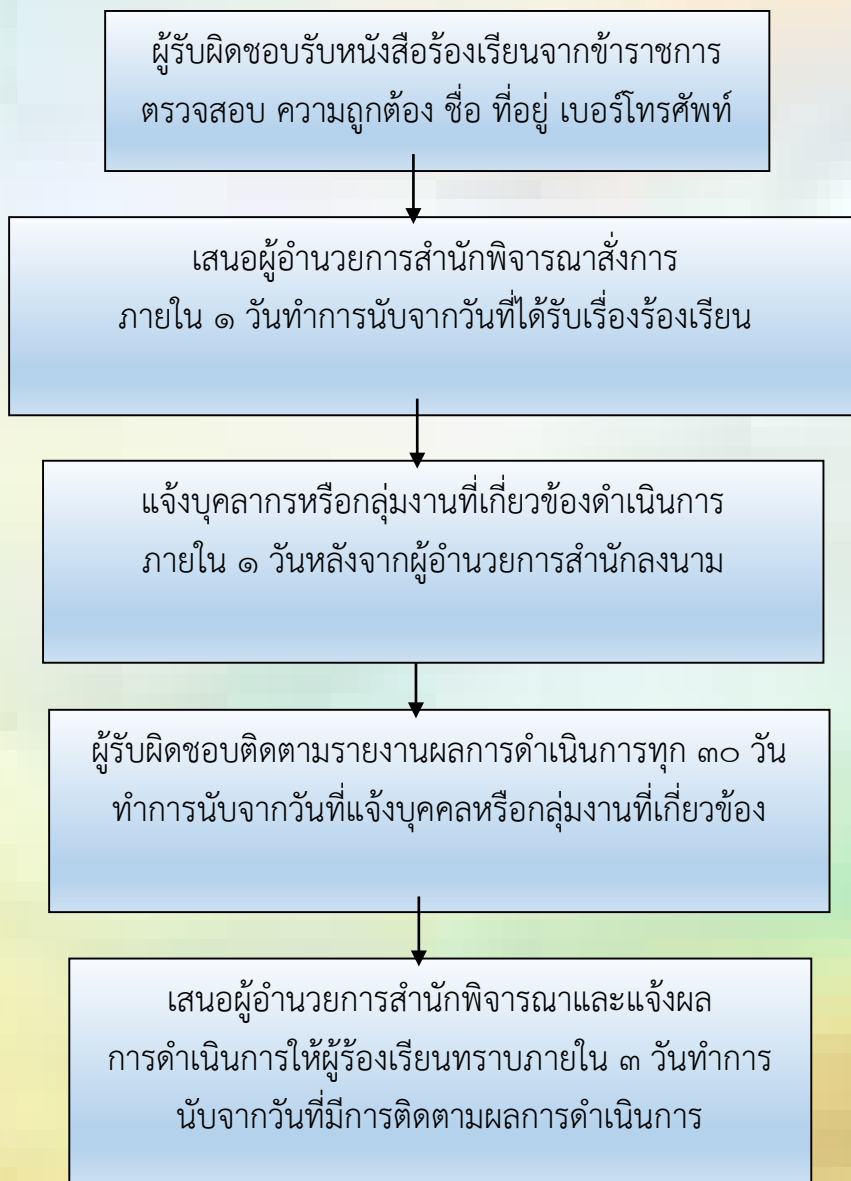 ผู้รับผิดชอบรับหนังสือร้องเรียนจากข้าราชการ
ตรวจสอบ ความถูกต้อง ชื่อ ที่อยู่ เบอร์โทรศัพท์
เสนอผู้อำนวยการสำนักพิจารณาสั่งการ
ภายใน ๑ วันทำการนับจากวันที่ได้รับเรื่องร้องเรียน
แจ้งบุคลากรหรือกลุ่มงานที่เกี่ยวข้องดำเนินการ
ภายใน ๑ วันหลังจากผู้อำนวยการสำนักลงนาม
ผู้รับผิดชอบติดตามรายงานผลการดำเนินการทุก ๓๐ วัน
ทำการนับจากวันที่แจ้งบุคคลหรือกลุ่มงานที่เกี่ยวข้อง
เสนอผู้อำนวยการสำนักพิจารณาและแจ้งผล
การดำเนินการให้ผู้ร้องเรียนทราบภายใน ๓ วันทำการ
นับจากวันที่มีการติดตามผลการดำเนินการ